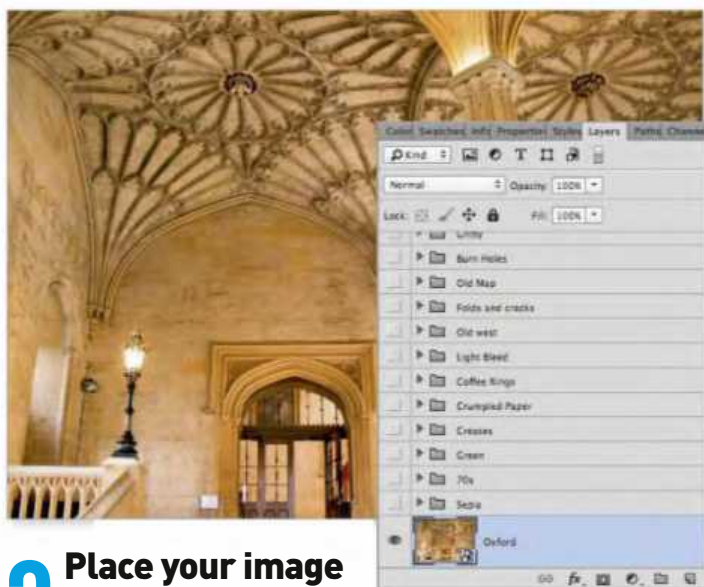 Color Swatches Info Properties Styles Layers Paths Channe
Kind
Normal Opacity: 100%
Lock: Fill: 100%
Burn Holes
Old Map
Folds and cracks
Old west
Light Bleed
Coffee Rings
Crumpled Paper
Creases
Green
70s
Sepia
Oxford
Place your image